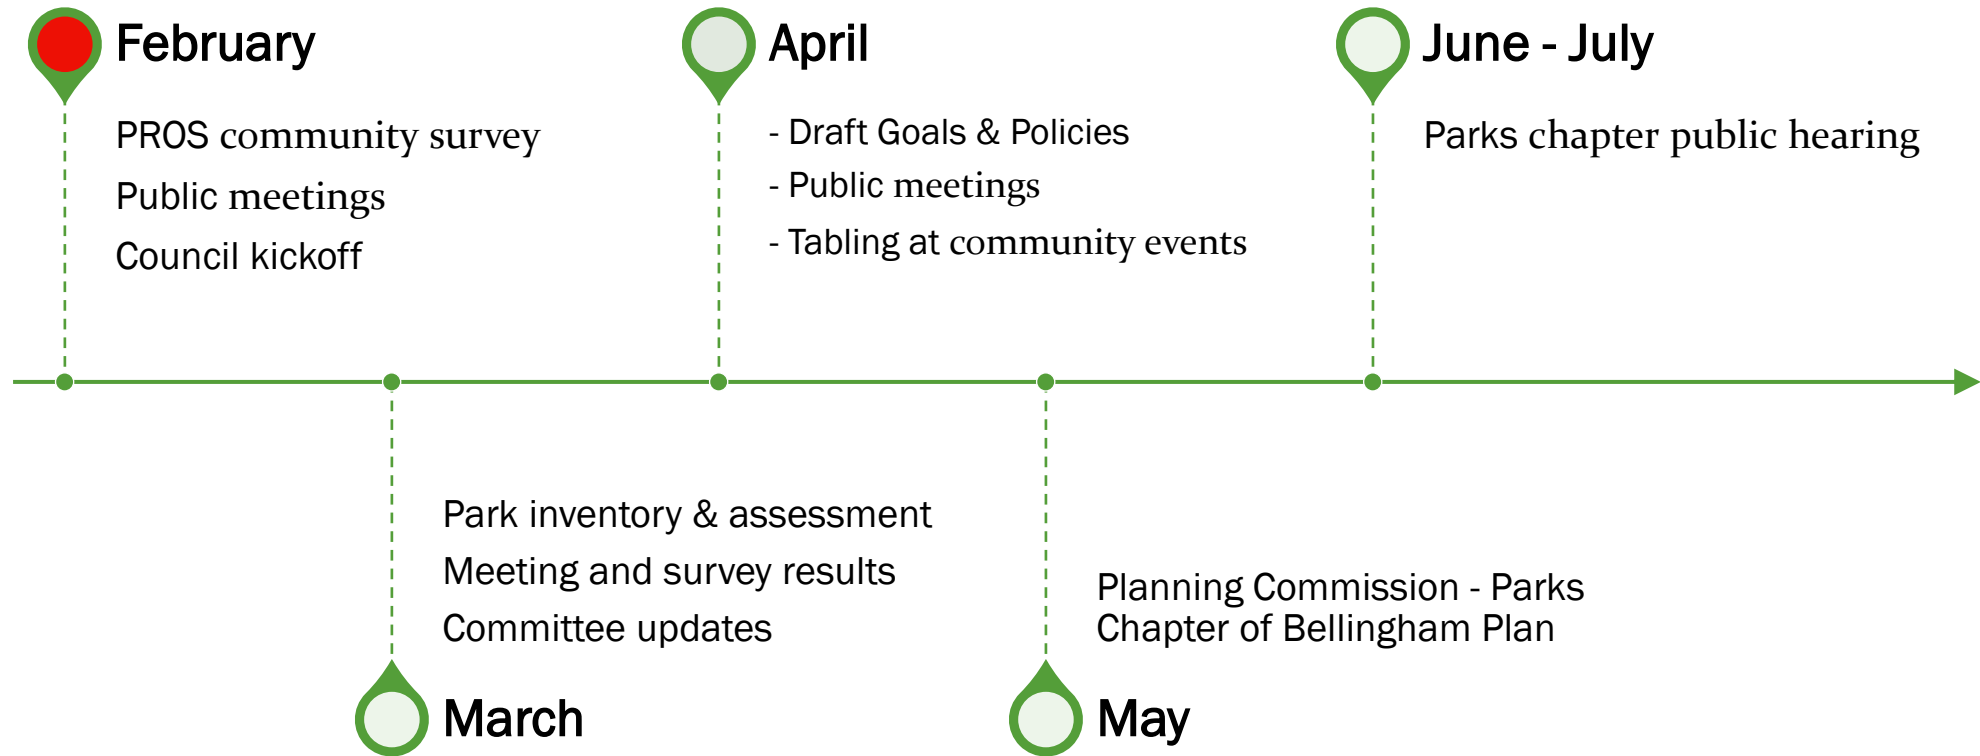 February
PROS community survey
Public meetings
Council kickoff
April
- Draft Goals & Policies
- Public meetings
- Tabling at community events
June - July
Parks chapter public hearing
Park inventory & assessment
Meeting and survey results
Committee updates
March
Planning Commission - Parks
Chapter of Bellingham Plan
May